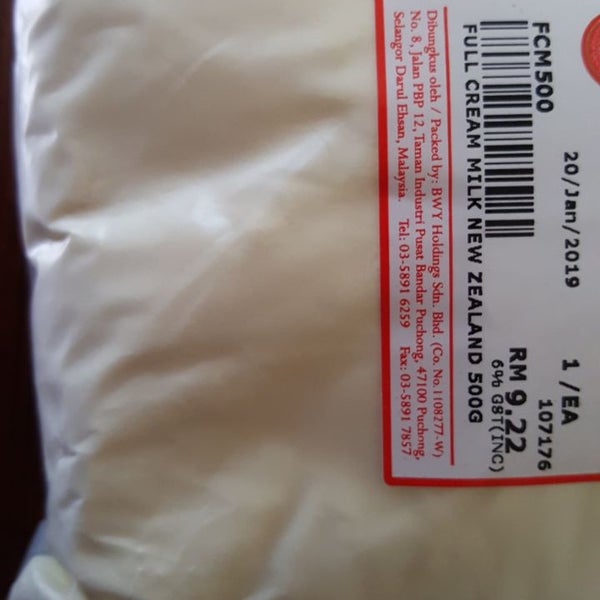 FCM500
20/Jan/2019
1 /EA
107176
RM 9.22
6% GST(INC)
FULL CREAM MILK NEW ZEALAND 500G
Dibungkus oleh / Packed by: BWY Holdings Sdn. Bhd. (Co. No.1108277-W)
No. 8, Jalan PBP 12, Taman Industri Pusat Bandar Puchong, 47100 Puchong,
Selangor Darul Ehsan, Malaysia. Tel: 03-5891 6259 Fax: 03-5891 7857